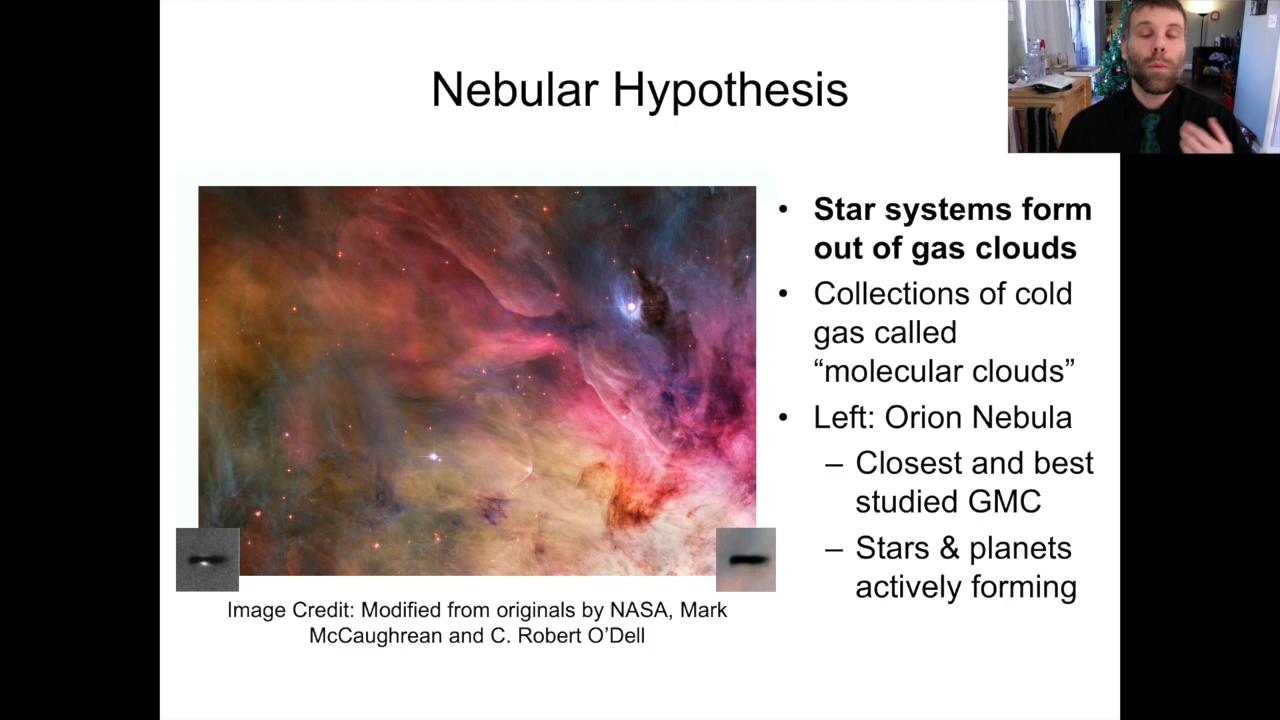 Nebular Hypothesis
• Star systems form
out of gas clouds
• Collections of cold
gas called
“molecular clouds”
• Left: Orion Nebula
– Closest and best
studied GMC
– Stars & planets
actively forming
Image Credit: Modified from originals by NASA, Mark
McCaughrean and C. Robert O’Dell